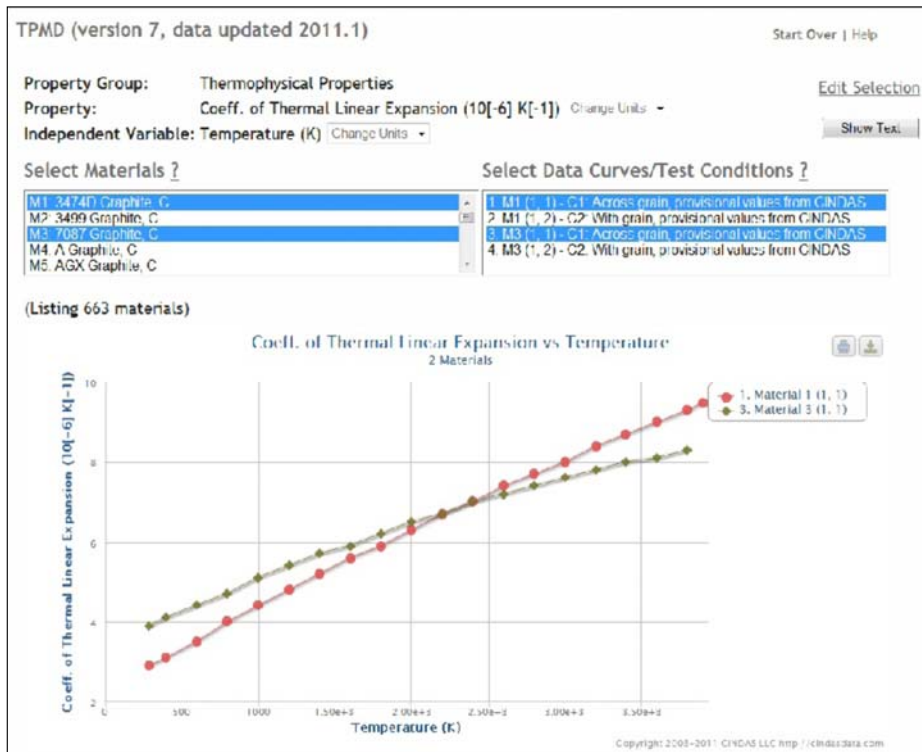 TPMD (version 7, data updated 2011.1)
Start Over | Help
Property Group: Thermophysical Properties
Edit Selection
Property: Coeff. of Thermal Linear Expansion (10[-6] K[-1]) Change Units
Independent Variable: Temperature (K) Change Units
Show Text
Select Materials ?
Select Data Curves/Test Conditions ?
M1: 3474D Graphite, C
M2: 3499 Graphite, C
M3: 7087 Graphite, C
M4: A Graphite, C
M5: AGX Graphite, C
1. M1 (1, 1) - C1: Across grain, provisional values from CINDAS
2. M1 (1, 2) - C2: With grain, provisional values from CINDAS
3. M3 (1, 1) - C1: Across grain, provisional values from CINDAS
4. M3 (1, 2) - C2: With grain, provisional values from CINDAS
(Listing 663 materials)
Coeff. of Thermal Linear Expansion vs Temperature
2 Materials
Coeff. of Thermal Linear Expansion (10[-6] K[-1])
10
8
6
4
2
1. Material 1 (1, 1)
3. Material 3 (1, 1)
0 500 1000 1.50e+3 2.00e+3 2.50e+3 3.00e+3 3.50e+3
Temperature (K)
Copyright 2008-2011 CINDAS LLC http://cindasdata.com